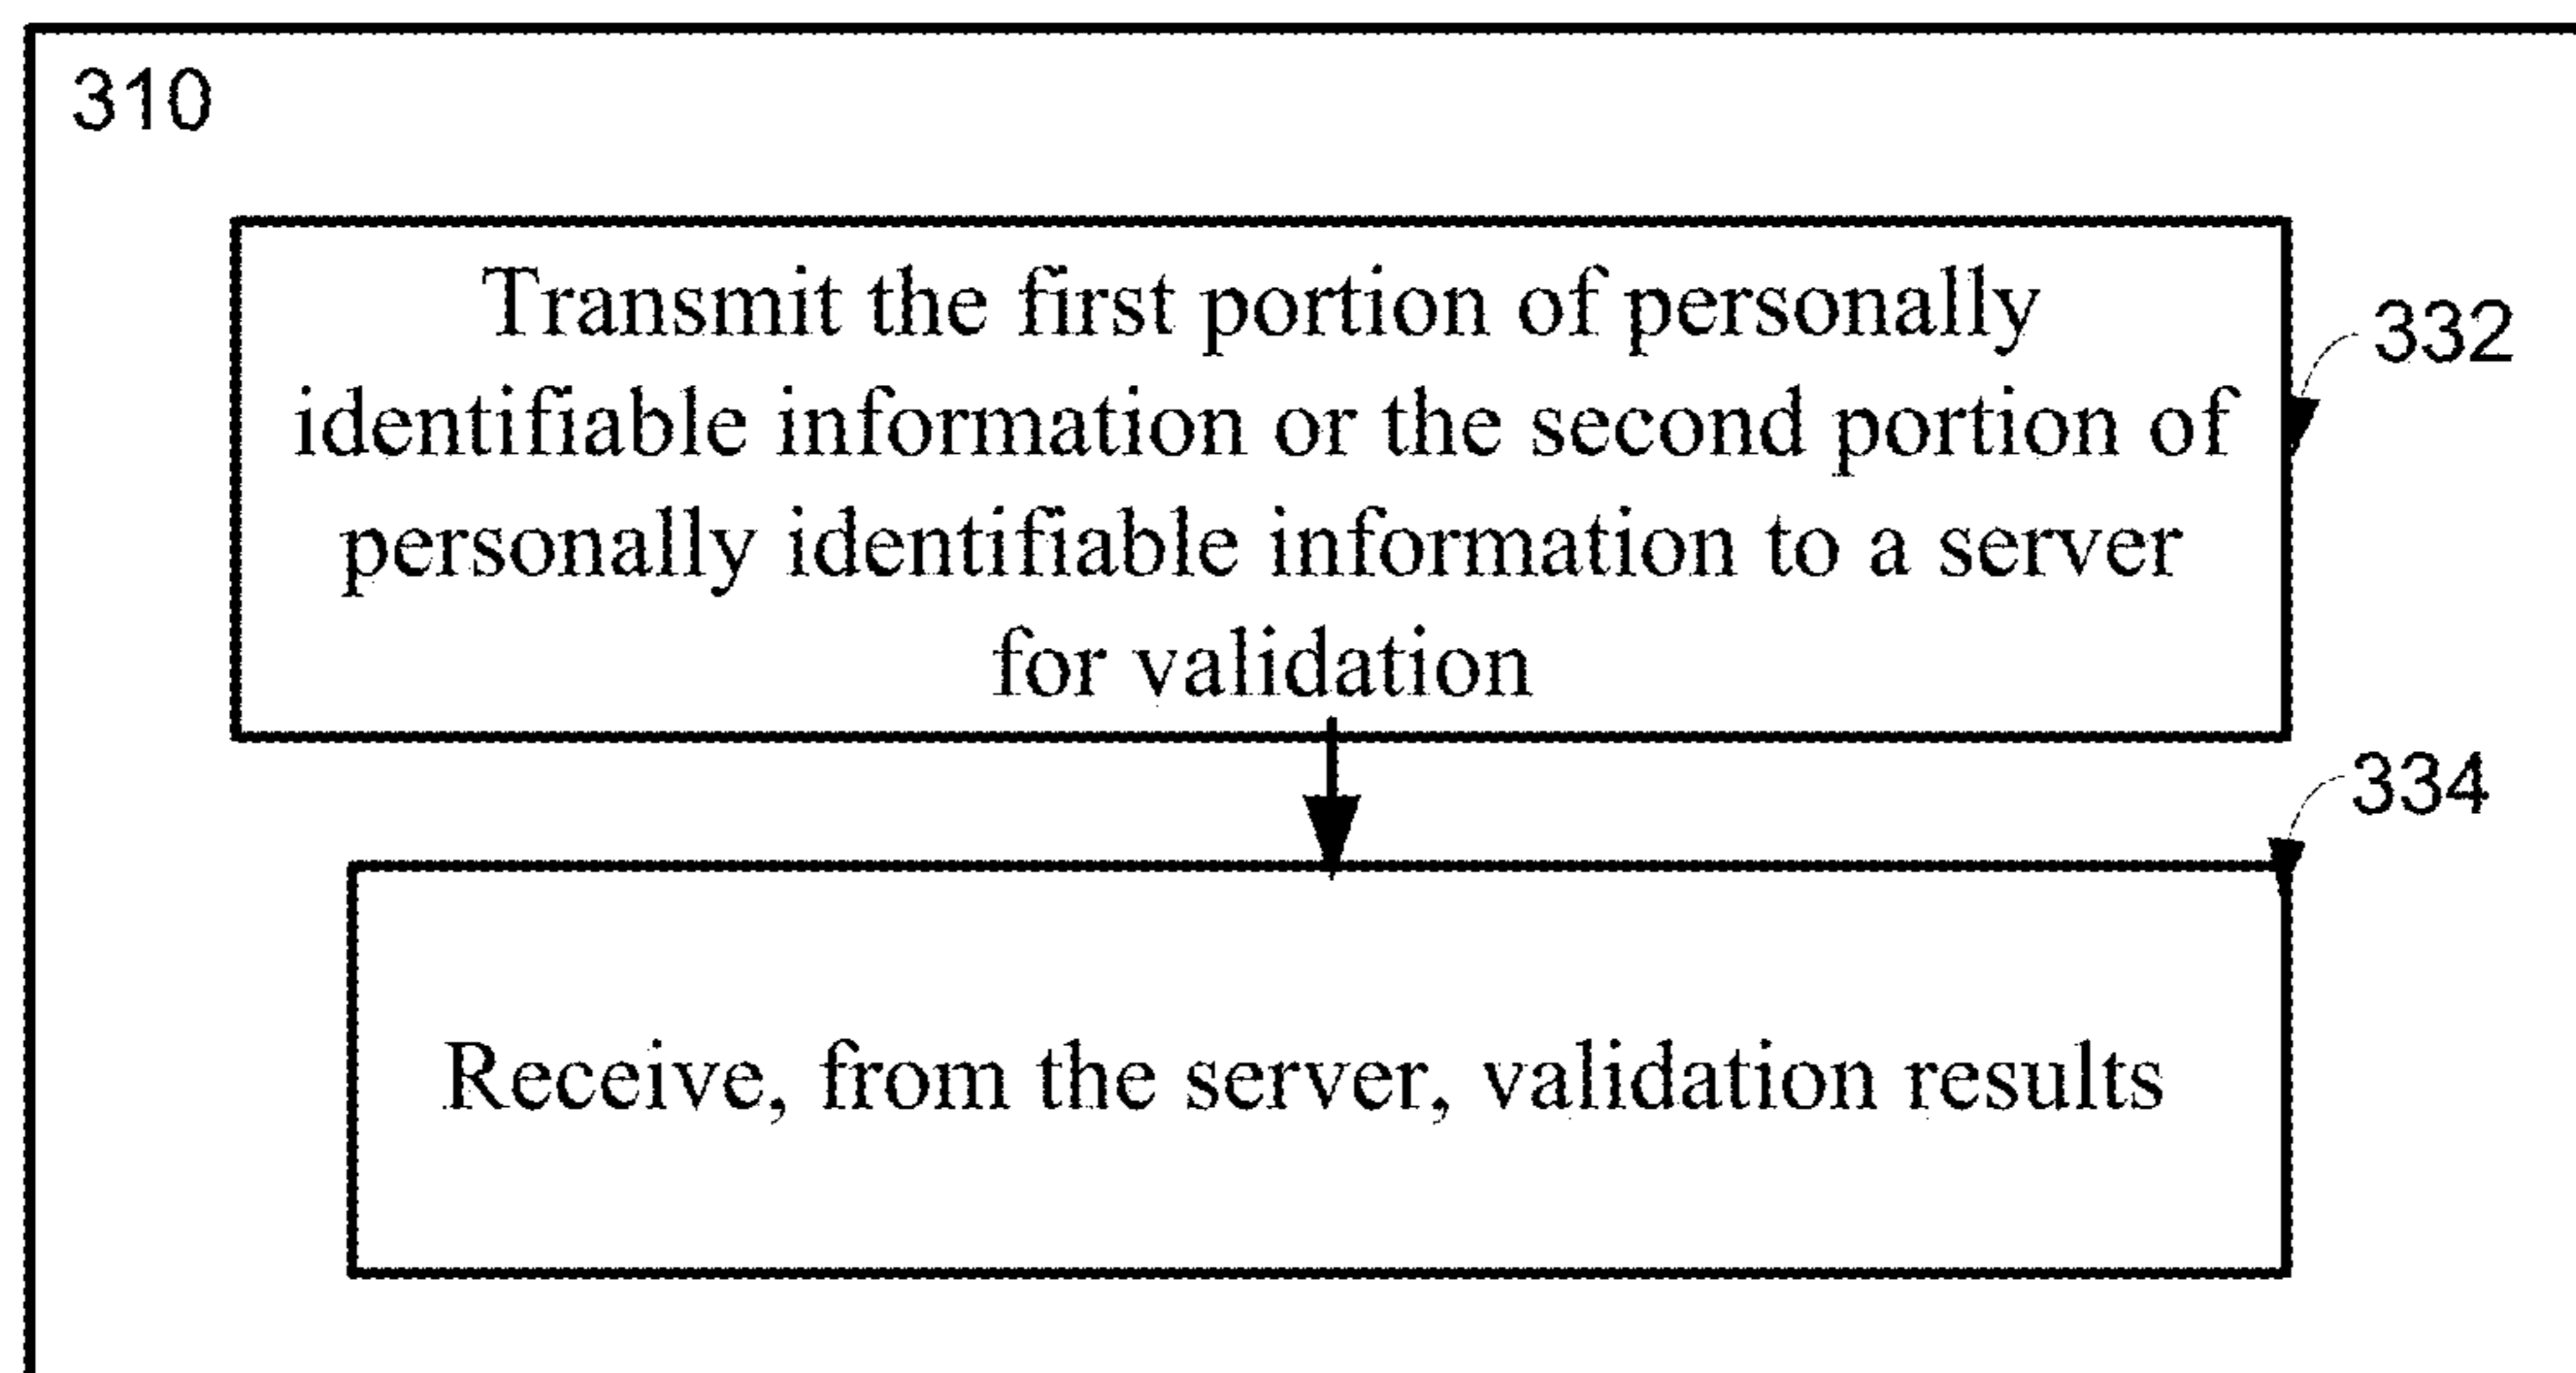 310
Transmit the first portion of personally
identifiable information or the second portion of
personally identifiable information to a server
for validation
332
334
Receive, from the server, validation results